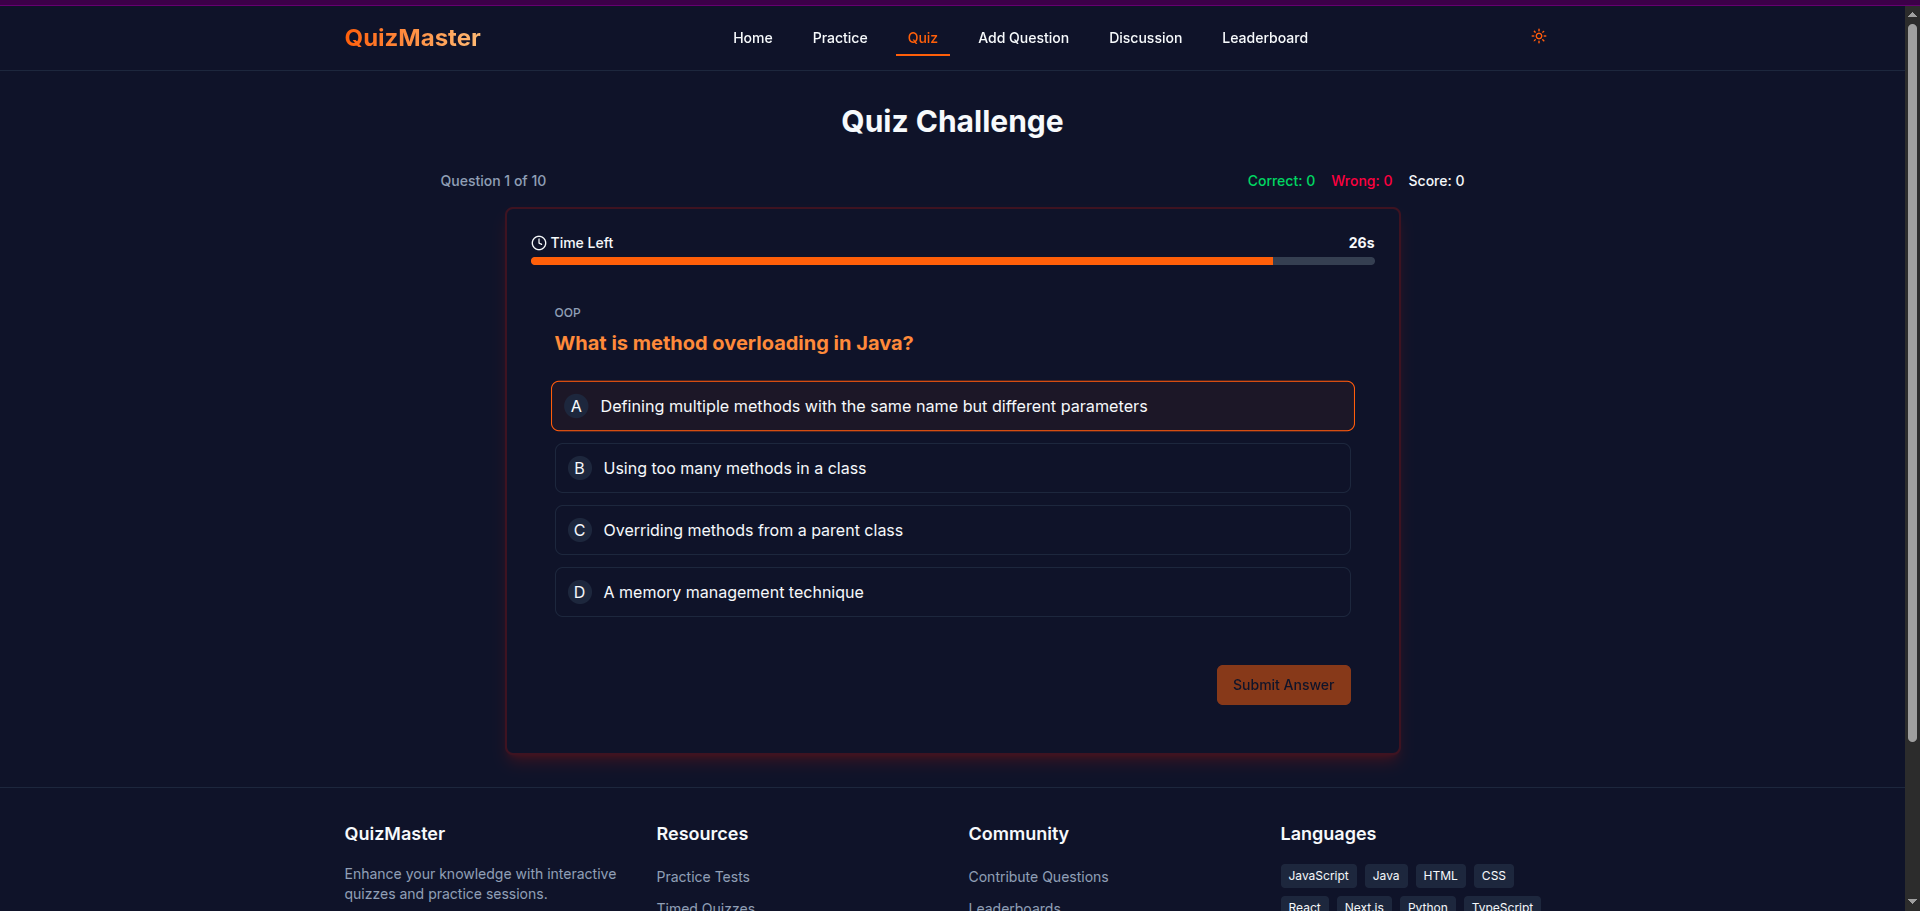 QuizMaster
Home Practice Quiz Add Question Discussion Leaderboard
Quiz Challenge
Question 1 of 10
Correct: 0 Wrong: 0 Score: 0
Time Left 26s
OOP
What is method overloading in Java?
A Defining multiple methods with the same name but different parameters
B Using too many methods in a class
C Overriding methods from a parent class
D A memory management technique
Submit Answer
QuizMaster
Enhance your knowledge with interactive
quizzes and practice sessions.
Resources
Practice Tests
Timed Quizzes
Community
Contribute Questions
Leaderboards
Languages
JavaScript Java HTML CSS
React Next.js Python TypeScript